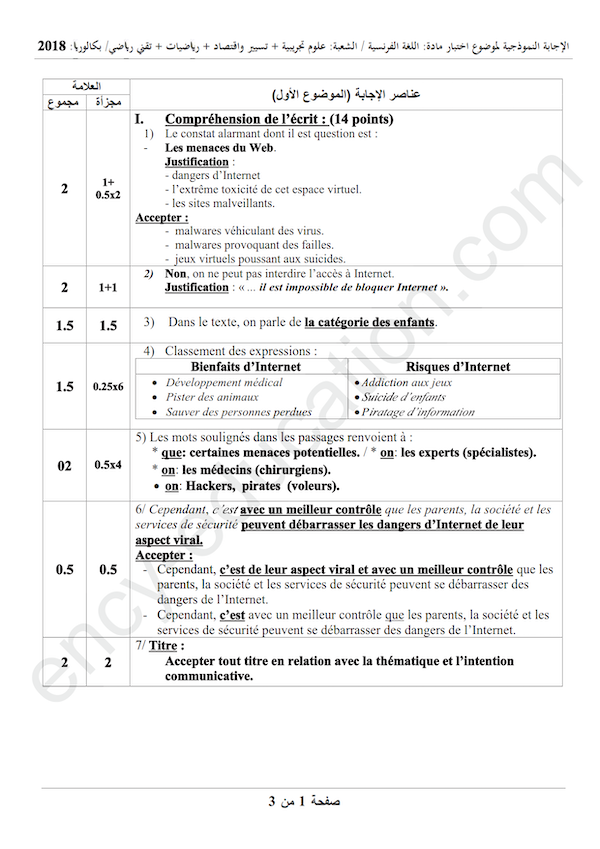 الإجابة النموذجية لموضوع اختبار مادة: اللغة الفرنسية / الشعبة: علوم تجريبية + تسيير واقتصاد + رياضيات + تقني رياضي/ بكالوريا: 2018
عناصر الإجابة (الموضوع الأول)
العلامة
مجزأة
مجموع
I. Compréhension de l'écrit : (14 points)
1) Le constat alarmant dont il est question est :
- Les menaces du Web.
Justification :
- dangers d'Internet
- l'extrême toxicité de cet espace virtuel.
- les sites malveillants.
Accepter :
- malwares véhiculant des virus.
- malwares provoquant des failles.
- jeux virtuels poussant aux suicides.
1+
0.5x2
2
2) Non, on ne peut pas interdire l'accès à Internet.
Justification : « ... il est impossible de bloquer Internet ».
1+1
2
3) Dans le texte, on parle de la catégorie des enfants.
1.5
1.5
4) Classement des expressions :
Bienfaits d'Internet
Risques d'Internet
• Développement médical
• Addiction aux jeux
• Pister des animaux
• Suicide d'enfants
• Sauver des personnes perdues
• Piratage d'information
0.25x6
1.5
5) Les mots soulignés dans les passages renvoient à :
* que: certaines menaces potentielles. / * on: les experts (spécialistes).
* on: les médecins (chirurgiens).
• on: Hackers, pirates (voleurs).
0.5x4
02
6/ Cependant, c'est avec un meilleur contrôle que les parents, la société et les
services de sécurité peuvent débarrasser les dangers d'Internet de leur
aspect viral.
Accepter :
- Cependant, c'est de leur aspect viral et avec un meilleur contrôle que les
parents, la société et les services de sécurité peuvent se débarrasser des
dangers de l'Internet.
- Cependant, c'est avec un meilleur contrôle que les parents, la société et les
services de sécurité peuvent se débarrasser des dangers de l'Internet.
0.5
0.5
7/ Titre :
Accepter tout titre en relation avec la thématique et l'intention
communicative.
2
2
encyeducation.com
صفحة 1 من 3